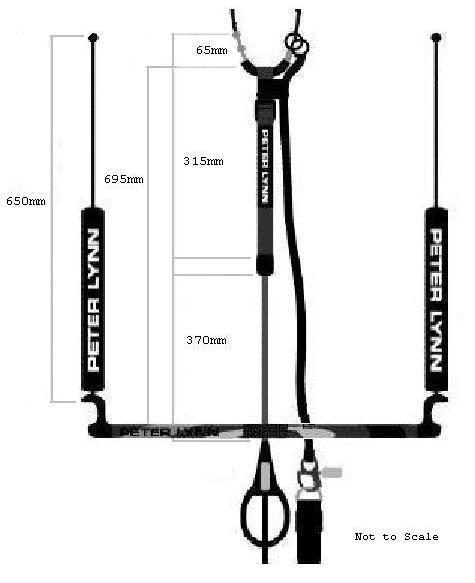 65mm
315mm
PETER LYNN
695mm
650mm
PETER LYNN
PETER LYNN
370mm
PETER LYNN
Not to Scale